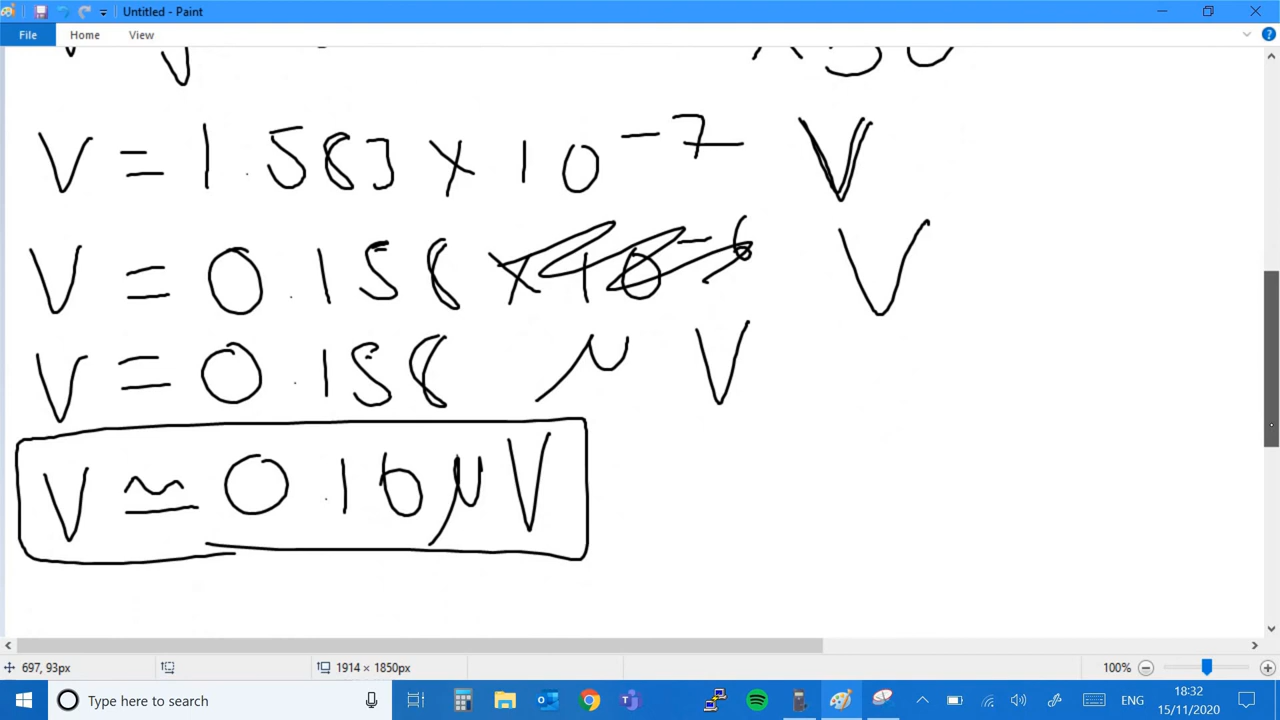 Untitled - Paint
File Home View
× 50
V = 1.583 × 10⁻⁷ V
V = 0.158 × 10⁻⁶ V
V = 0.158 μ V
V ≃ 0.16 μV
697, 93px 1914 × 1850px 100%
Type here to search ENG 18:32
15/11/2020